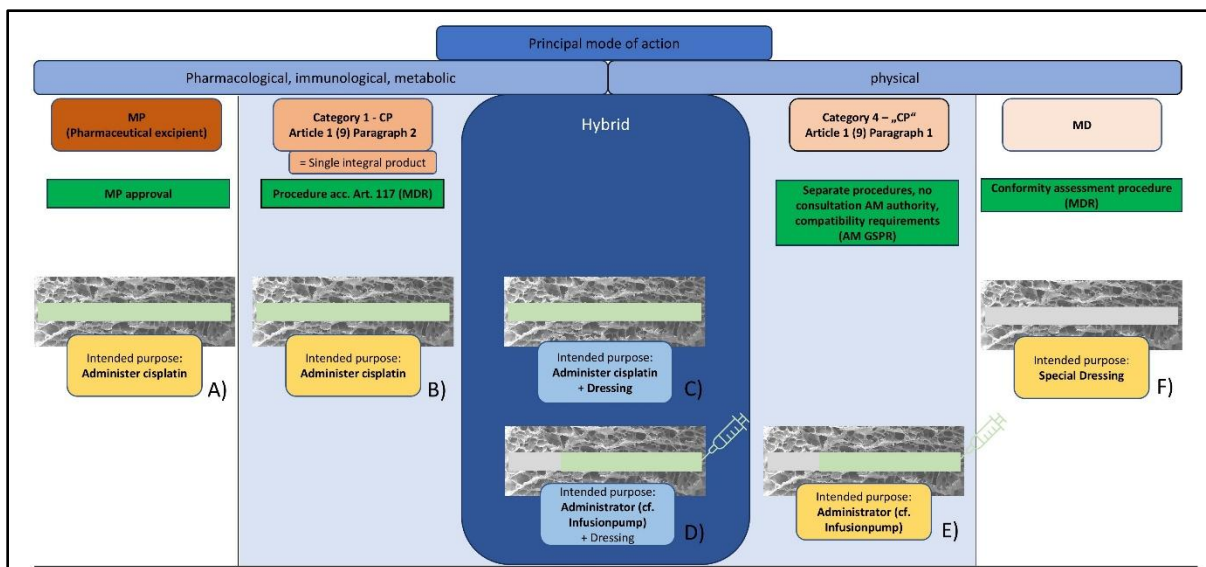 Principal mode of action
Pharmacological, immunological, metabolic
physical
MP
(Pharmaceutical excipient)
Category 1 - CP
Article 1 (9) Paragraph 2
= Single integral product
Hybrid
Category 4 – „CP“
Article 1 (9) Paragraph 1
MD
MP approval
Procedure acc. Art. 117 (MDR)
Separate procedures, no
consultation AM authority,
compatibility requirements
(AM GSPR)
Conformity assessment procedure
(MDR)
Intended purpose:
Administer cisplatin
A)
Intended purpose:
Administer cisplatin
B)
Intended purpose:
Administer cisplatin
+ Dressing
C)
Intended purpose:
Special Dressing
F)
Intended purpose:
Administrator (cf.
Infusionpump)
+ Dressing
D)
Intended purpose:
Administrator (cf.
Infusionpump)
E)